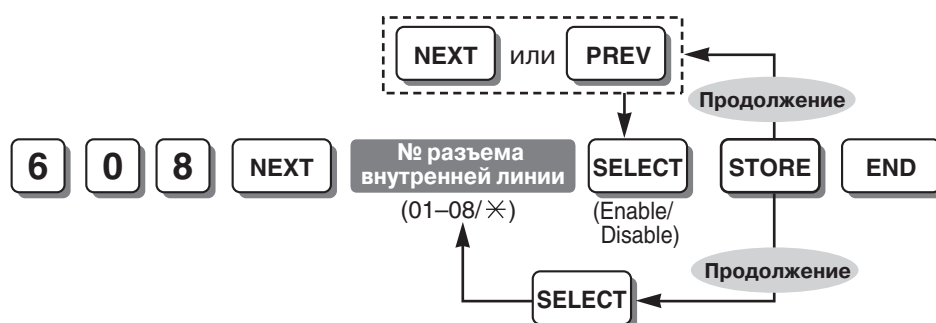 NEXT или PREV
Продолжение
6 0 8 NEXT № разъема внутренней линии SELECT STORE END
(01–08/✳)
(Enable/
Disable)
Продолжение
SELECT